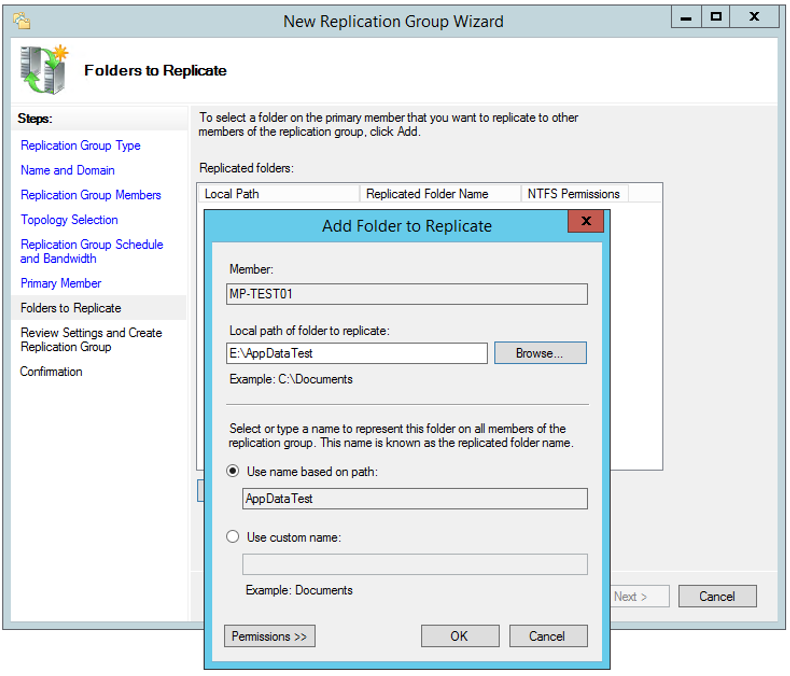 New Replication Group Wizard
Folders to Replicate
Steps:
Replication Group Type
Name and Domain
Replication Group Members
Topology Selection
Replication Group Schedule
and Bandwidth
Primary Member
Folders to Replicate
Review Settings and Create
Replication Group
Confirmation
To select a folder on the primary member that you want to replicate to other
members of the replication group, click Add.
Replicated folders:
Local Path Replicated Folder Name NTFS Permissions
Add Folder to Replicate
Member:
MP-TEST01
Local path of folder to replicate:
E:\AppDataTest Browse...
Example: C:\Documents
Select or type a name to represent this folder on all members of the
replication group. This name is known as the replicated folder name.
Use name based on path:
AppDataTest
Use custom name:
Example: Documents
Permissions >> OK Cancel
Next > Cancel